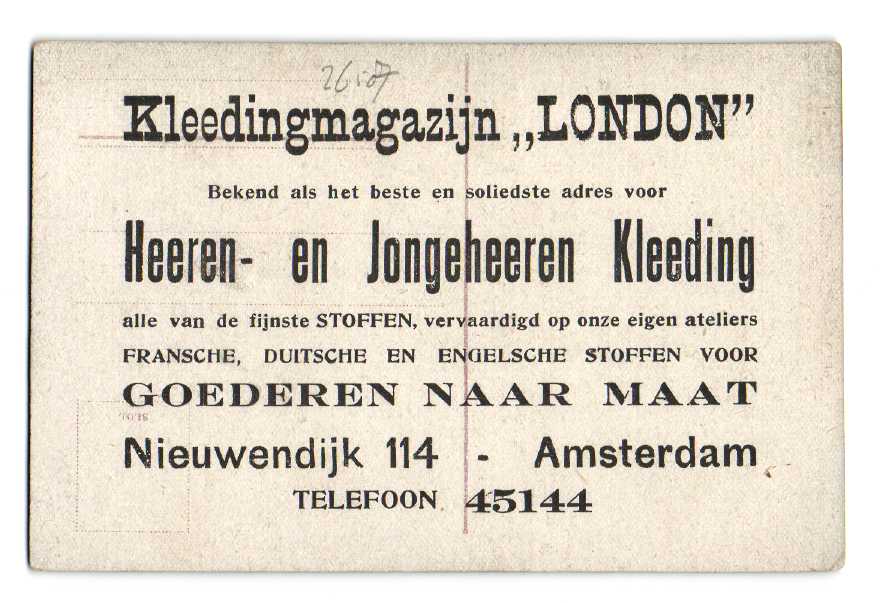 26-07
Kleedingmagazijn „LONDON”
Bekend als het beste en soliedste adres voor
Heeren- en Jongeheeren Kleeding
alle van de fijnste STOFFEN, vervaardigd op onze eigen ateliers
FRANSCHE, DUITSCHE EN ENGELSCHE STOFFEN VOOR
GOEDEREN NAAR MAAT
Nieuwendijk 114 - Amsterdam
TELEFOON 45144